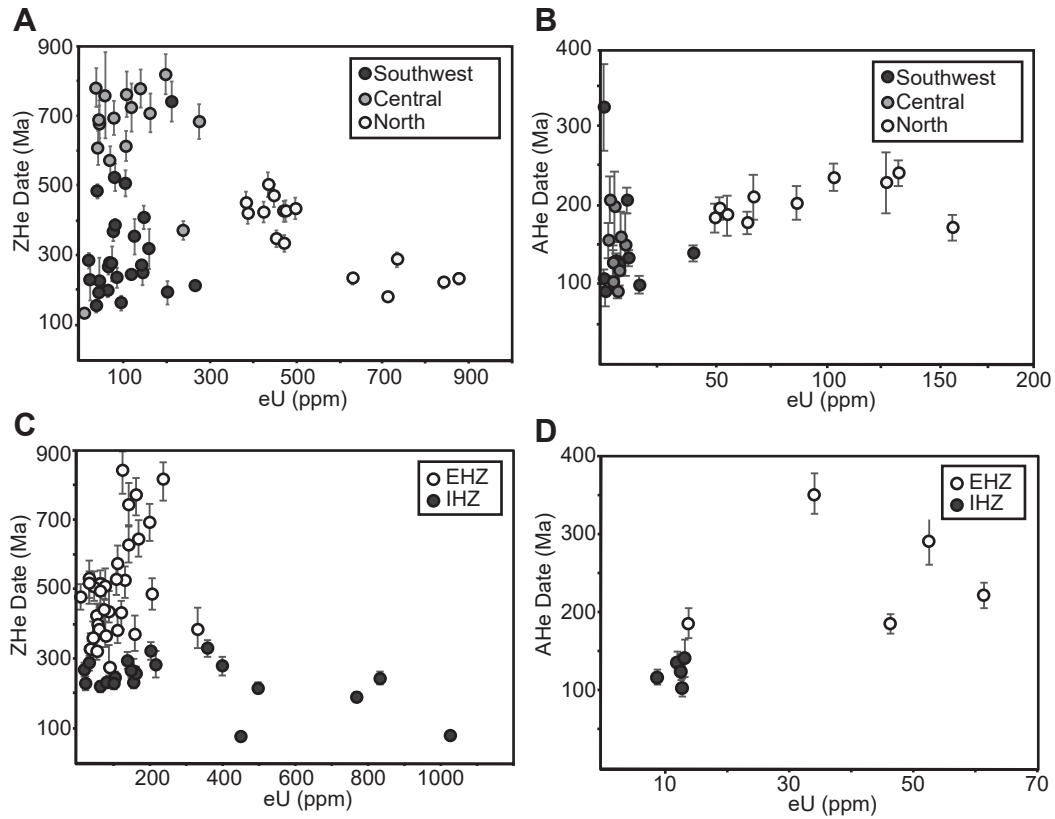 A
ZHe Date (Ma)
900
700
500
300
100
Southwest
Central
North
100
300
500
700
900
eU (ppm)
B
AHe Date (Ma)
400
300
200
100
Southwest
Central
North
50
100
150
200
eU (ppm)
C
ZHe Date (Ma)
900
700
500
300
100
EHZ
IHZ
200
400
600
800
1000
eU (ppm)
D
AHe Date (Ma)
400
300
200
100
EHZ
IHZ
10
30
50
70
eU (ppm)